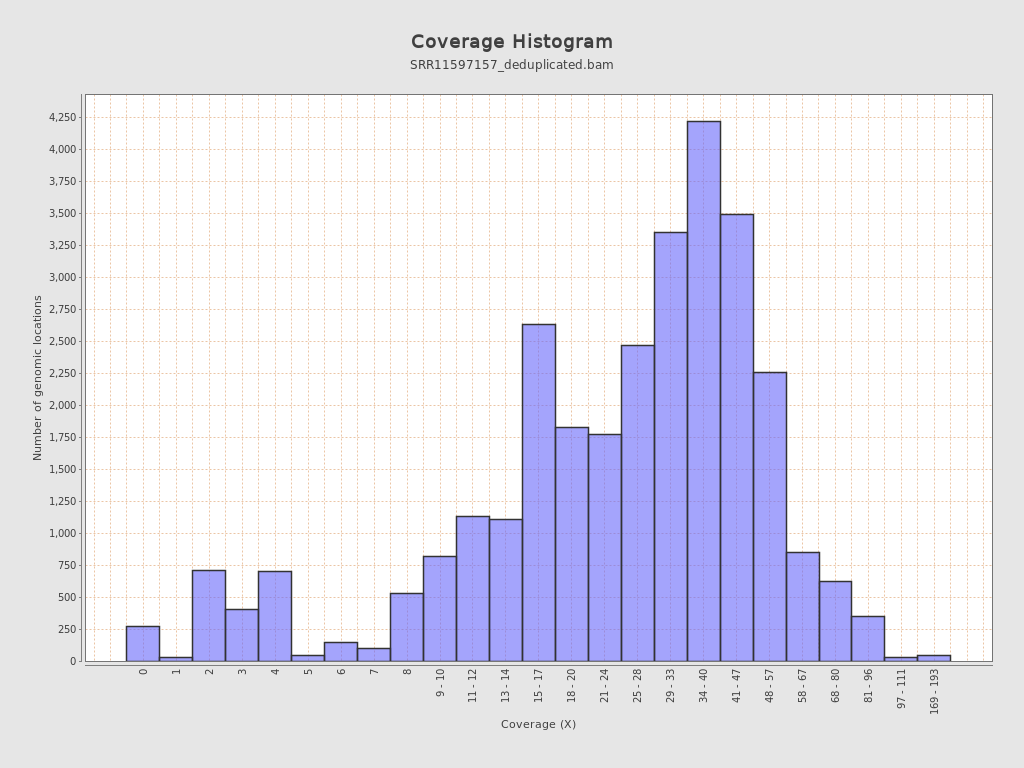 Coverage Histogram
SRR11597157_deduplicated.bam
Number of genomic locations
4,250
4,000
3,750
3,500
3,250
3,000
2,750
2,500
2,250
2,000
1,750
1,500
1,250
1,000
750
500
250
0
0
1
2
3
4
5
6
7
8
9 - 10
11 - 12
13 - 14
15 - 17
18 - 20
21 - 24
25 - 28
29 - 33
34 - 40
41 - 47
48 - 57
58 - 67
68 - 80
81 - 96
97 - 111
169 - 193
Coverage (X)